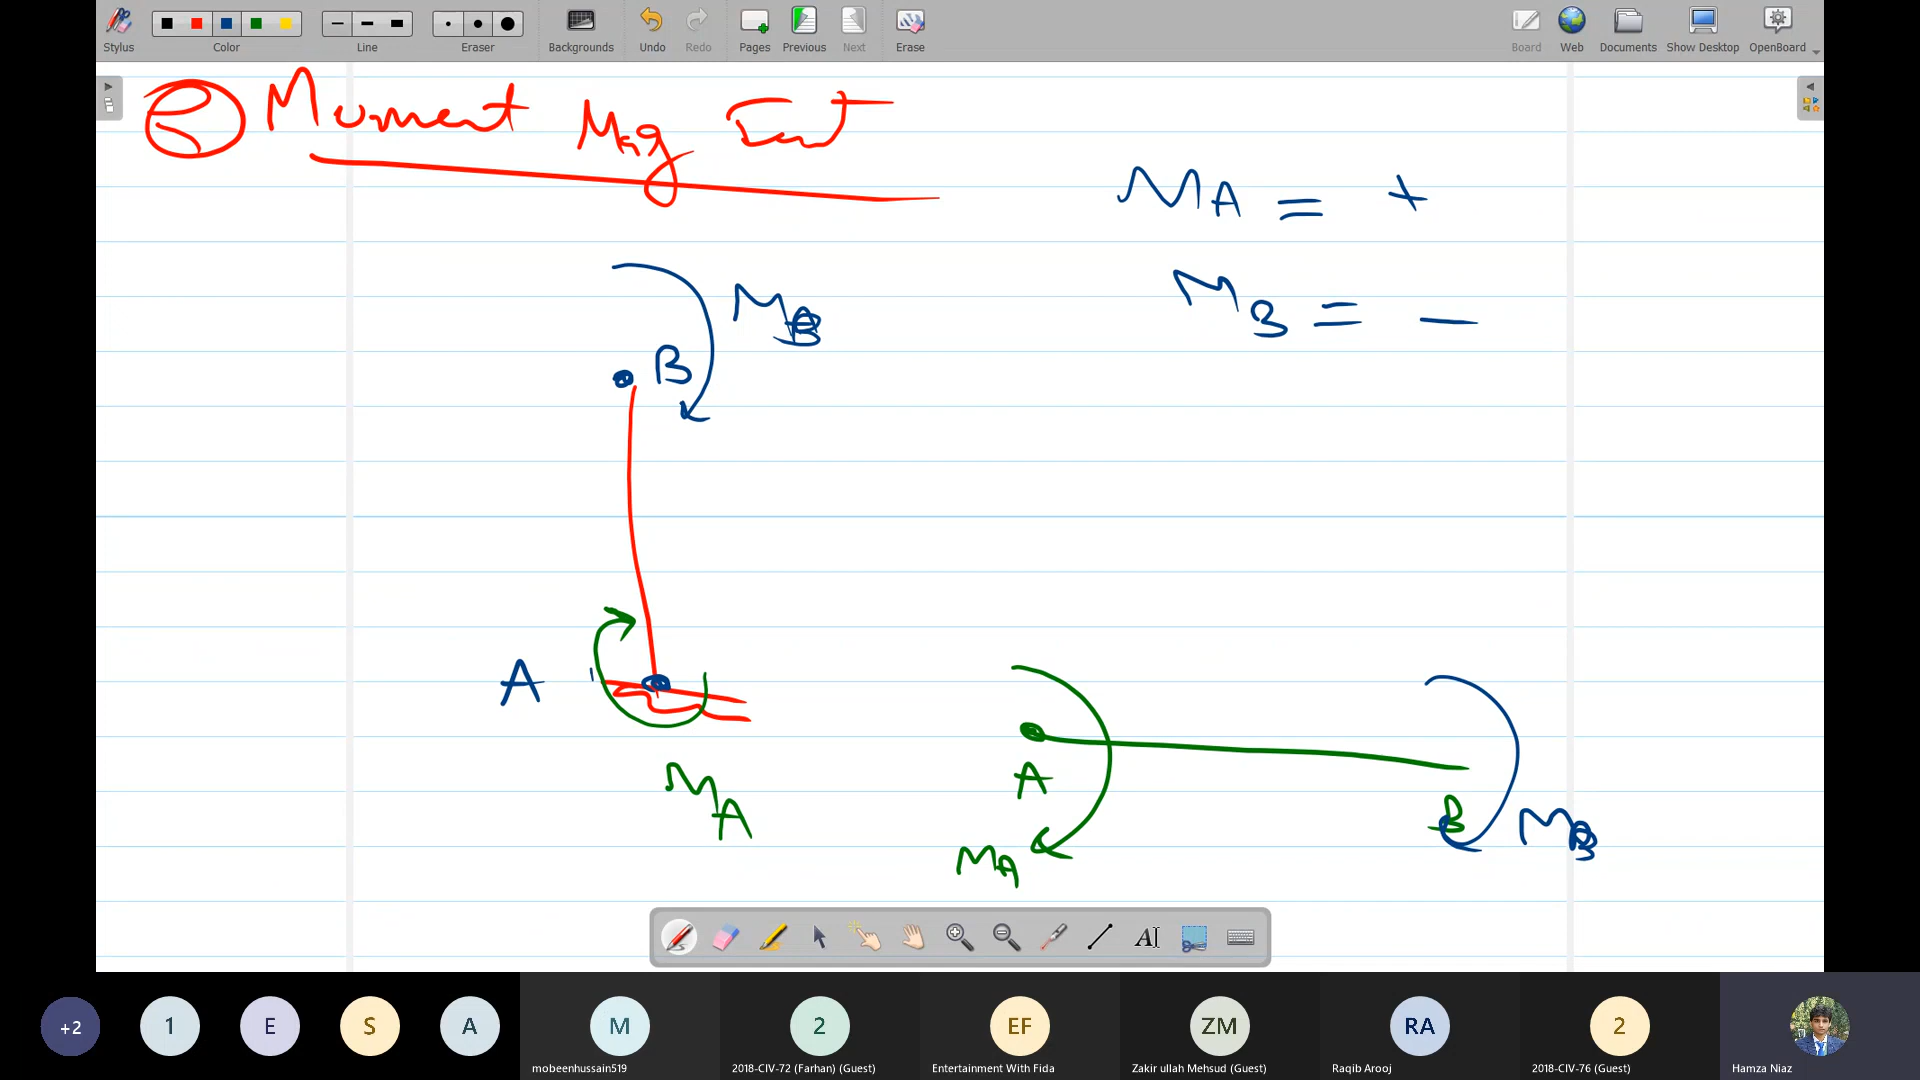 Stylus
Color
Line
Eraser
Backgrounds
Undo
Redo
Pages
Previous
Next
Erase
Board
Web
Documents
Show Desktop
OpenBoard
2 Moment Mag
MA = +
MB = -
MB
B
A
MA
A
B
MA
MB
+2
1
E
S
A
M
mobeenhussain519
2
2018-CIV-72 (Farhan) (Guest)
EF
Entertainment With Fida
ZM
Zakir ullah Mehsud (Guest)
RA
Raqib Arooj
2
2018-CIV-76 (Guest)
Hamza Niaz